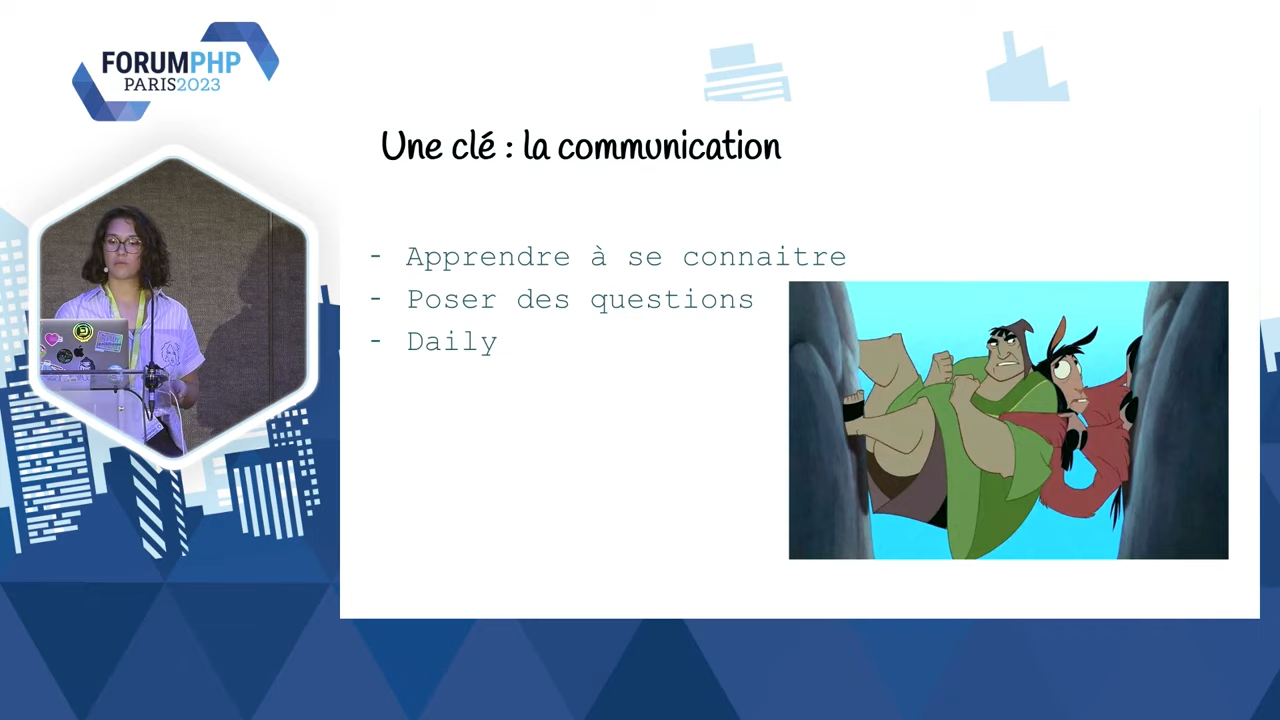 FORUMPHP
PARIS2023
Une clé : la communication
- Apprendre à se connaitre
- Poser des questions
- Daily